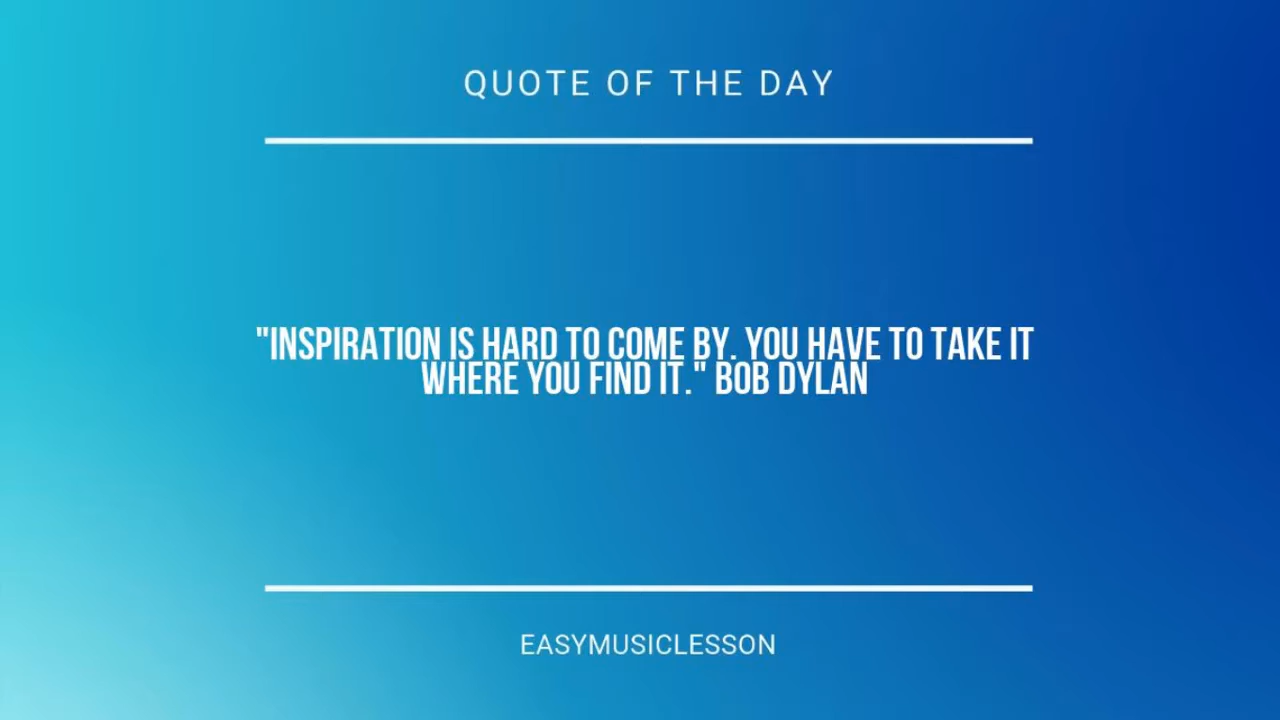 QUOTE OF THE DAY
"INSPIRATION IS HARD TO COME BY. YOU HAVE TO TAKE IT
WHERE YOU FIND IT." BOB DYLAN
EASYMUSICLESSON